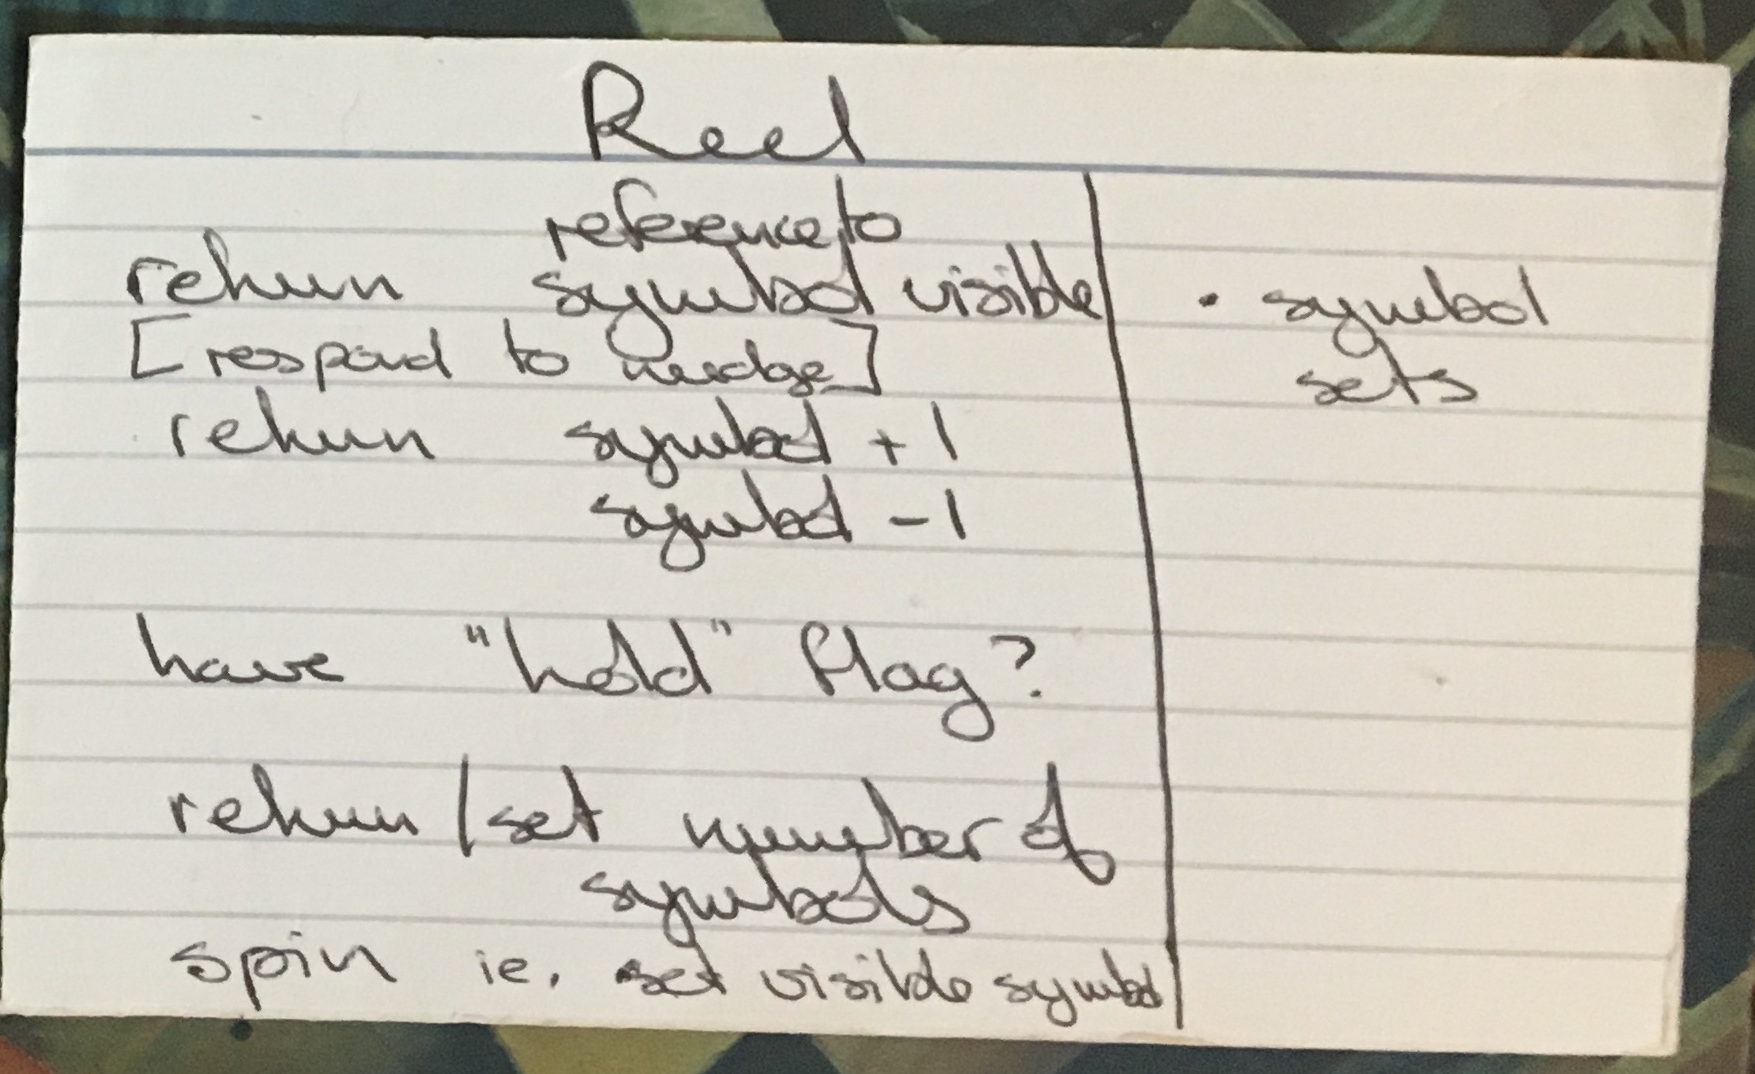 Reel
reference to
return symbol visible
[respond to nudge]
return symbol + 1
symbol - 1
have "hold" flag?
return / set number of
symbols
spin ie. set visible symbol
· symbol
sets